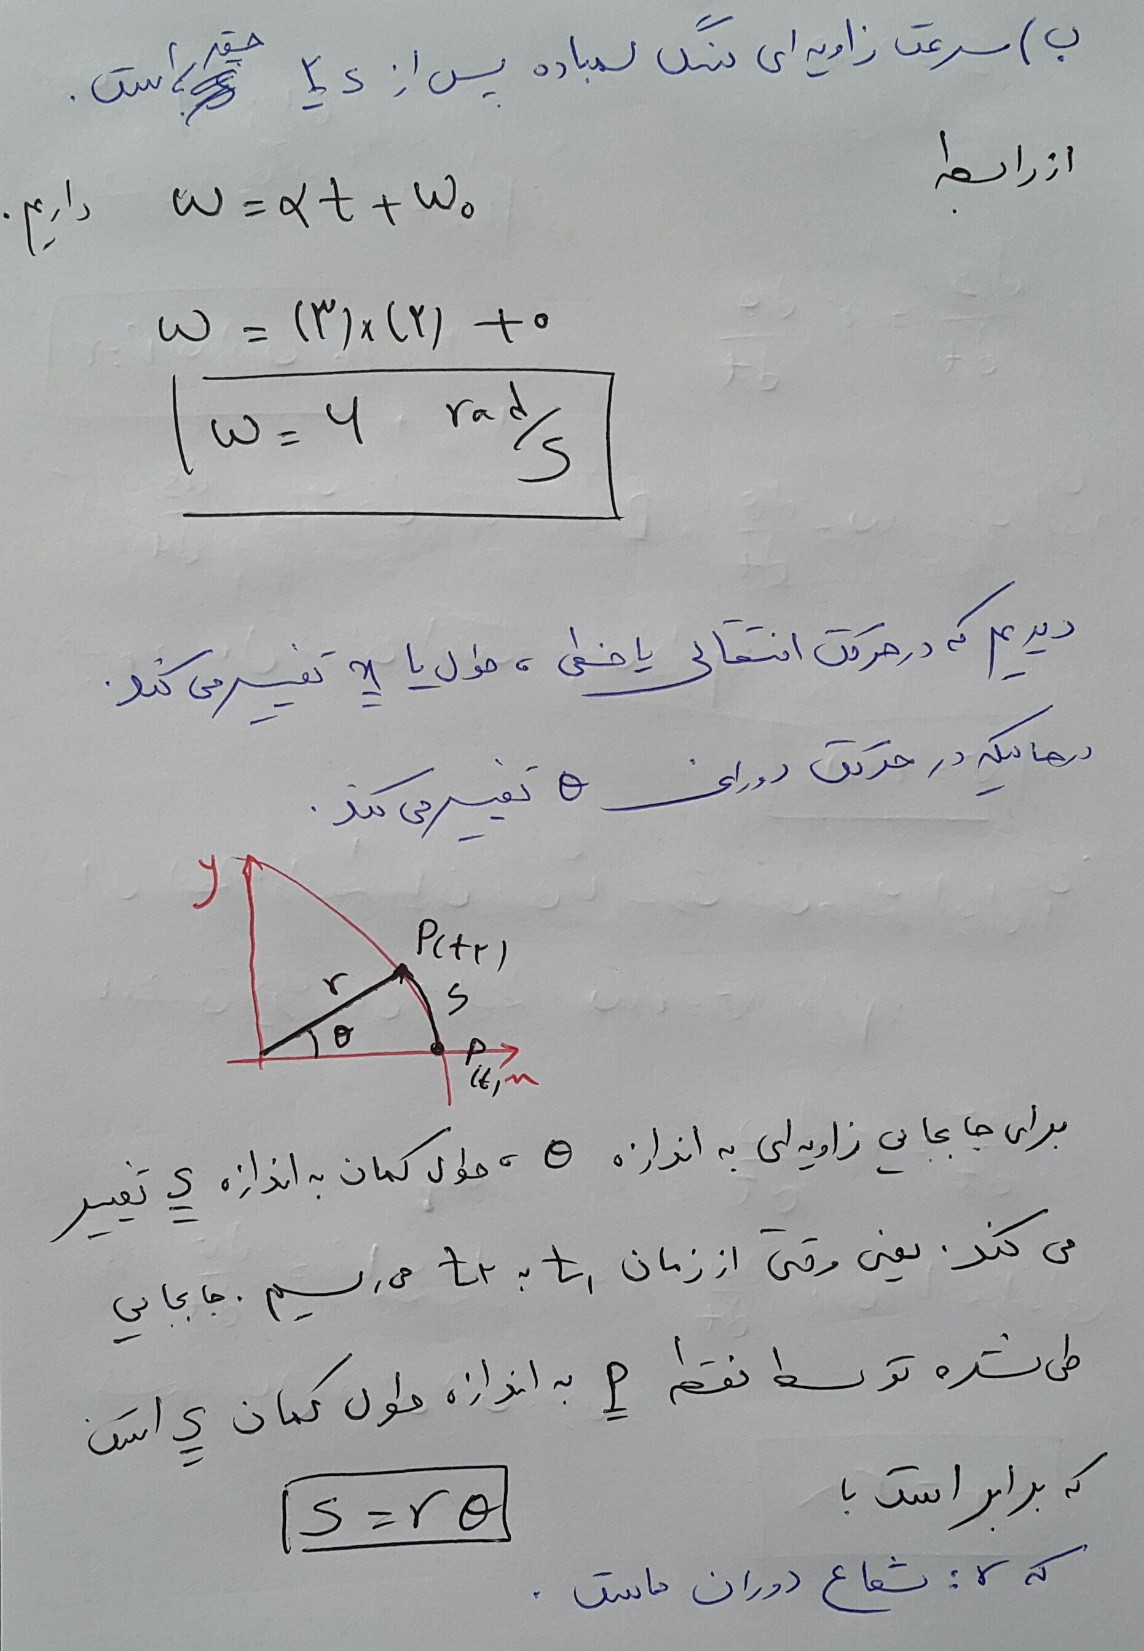 ب) سرعت زاویه ای سنگ سمباده پس از ۲ s چقدر است.
از رابطه
ω = αt + ω₀ داریم.
ω = (۳)×(۲) + ۰
ω = ۶ rad/s
دیدیم که در حرکت انتقالی یا خطی، طول یا x تغییر می کند.
درحالیکه در حرکت دورانی θ تغییر می کند.
y
P(t۲)
r
s
θ
P(t۱) x
برای جابجایی زاویه ای به اندازه θ، طول کمان به اندازه s تغییر
می کند. یعنی وقتی از زمان t۱ به t۲ می رسیم. جابجایی
طی شده توسط نقطه P به اندازه طول کمان s است
که برابر است با
s = rθ
که r: شعاع دوران ماست.